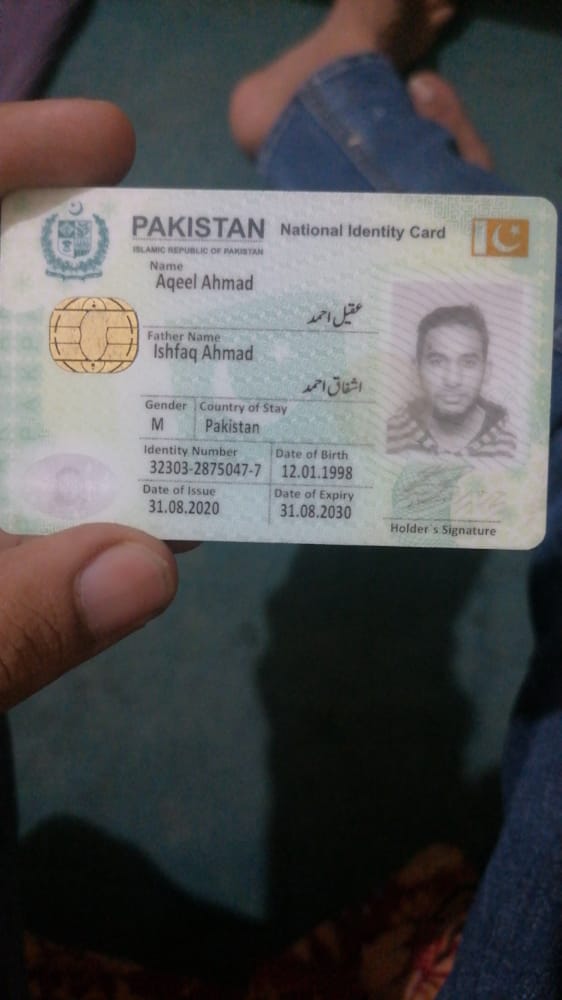 PAKISTAN National Identity Card
ISLAMIC REPUBLIC OF PAKISTAN
Name
Aqeel Ahmad
عقیل احمد
Father Name
Ishfaq Ahmad
اشفاق احمد
Gender Country of Stay
M Pakistan
Identity Number Date of Birth
32303-2875047-7 12.01.1998
Date of Issue Date of Expiry
31.08.2020 31.08.2030
Holder's Signature